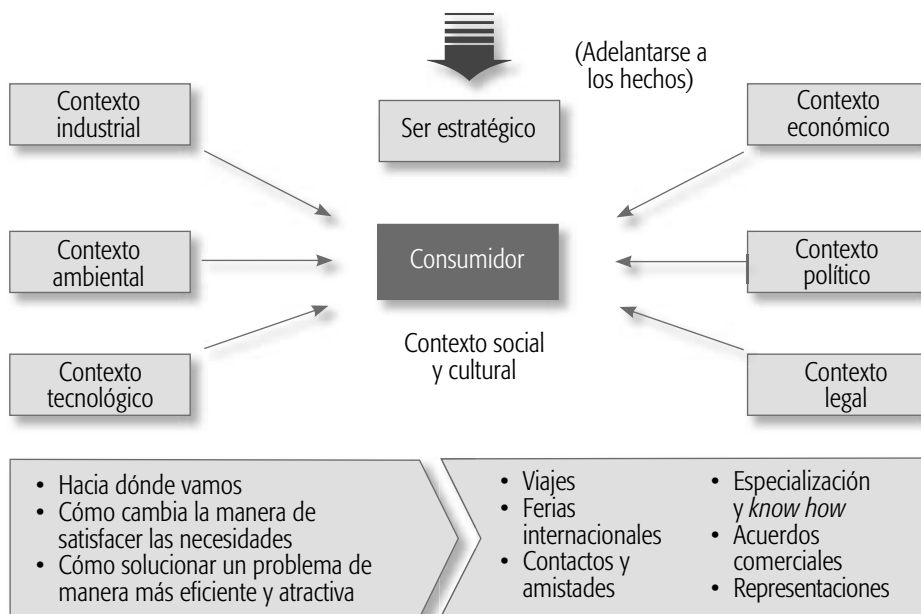 (Adelantarse a
los hechos)
Contexto
industrial
Ser estratégico
Contexto
económico
Contexto
ambiental
Consumidor
Contexto
político
Contexto social
y cultural
Contexto
tecnológico
Contexto
legal
• Hacia dónde vamos
• Cómo cambia la manera de
satisfacer las necesidades
• Cómo solucionar un problema de
manera más eficiente y atractiva
• Viajes
• Ferias
internacionales
• Contactos y
amistades
• Especialización
y know how
• Acuerdos
comerciales
• Representaciones